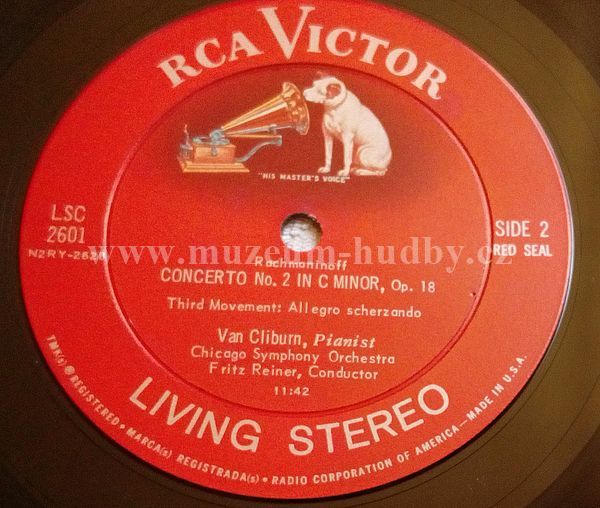 RCA VICTOR
"HIS MASTER'S VOICE"
LSC
2601
N2RY-2626
SIDE 2
RED SEAL
www.muzeum-hudby.cz
Rachmaninoff
CONCERTO No. 2 IN C MINOR, Op. 18
Third Movement: Allegro scherzando
Van Cliburn, Pianist
Chicago Symphony Orchestra
Fritz Reiner, Conductor
11:42
LIVING STEREO
TMK(s) ® REGISTERED • MARCA(s) REGISTRADA(s) • RADIO CORPORATION OF AMERICA—MADE IN U.S.A.